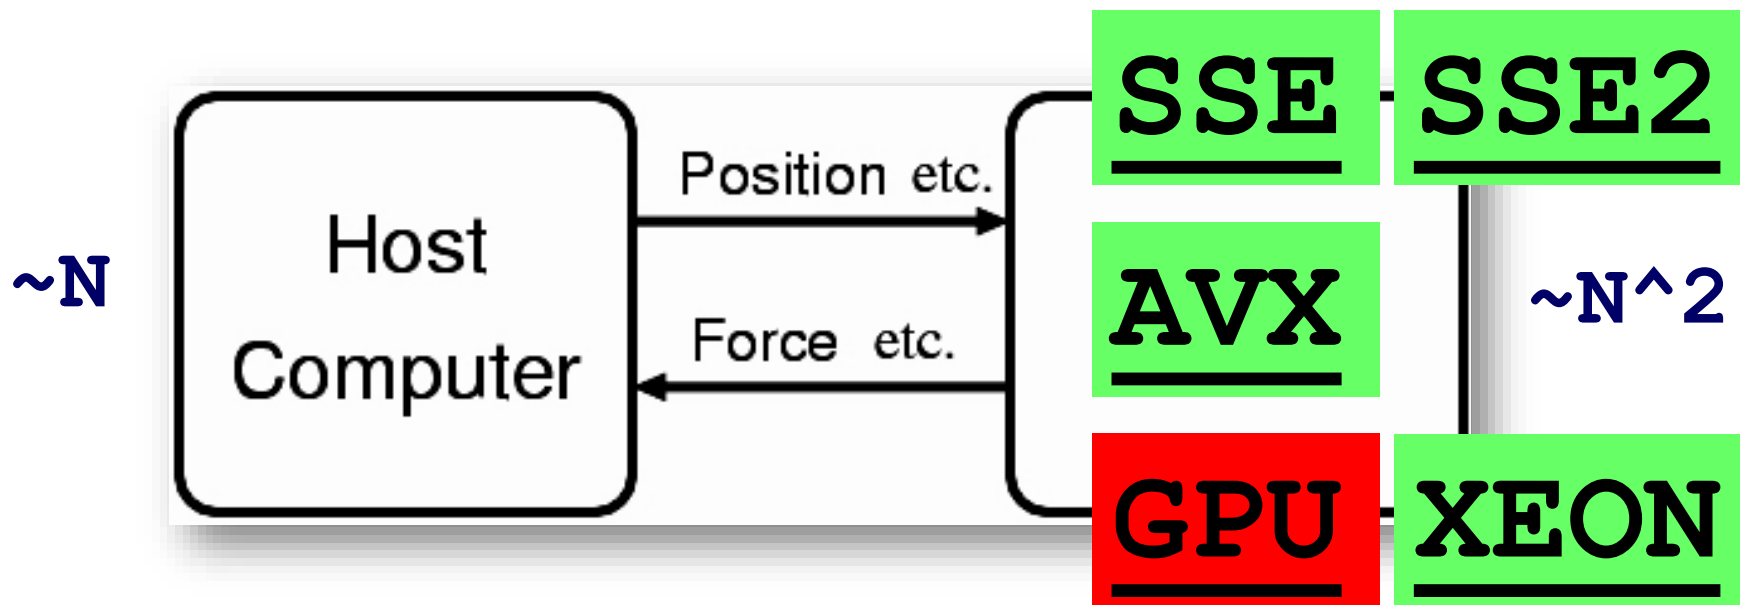 ~N
Host
Computer
Position etc.
Force etc.
SSE
SSE2
AVX
GPU
XEON
~N^2